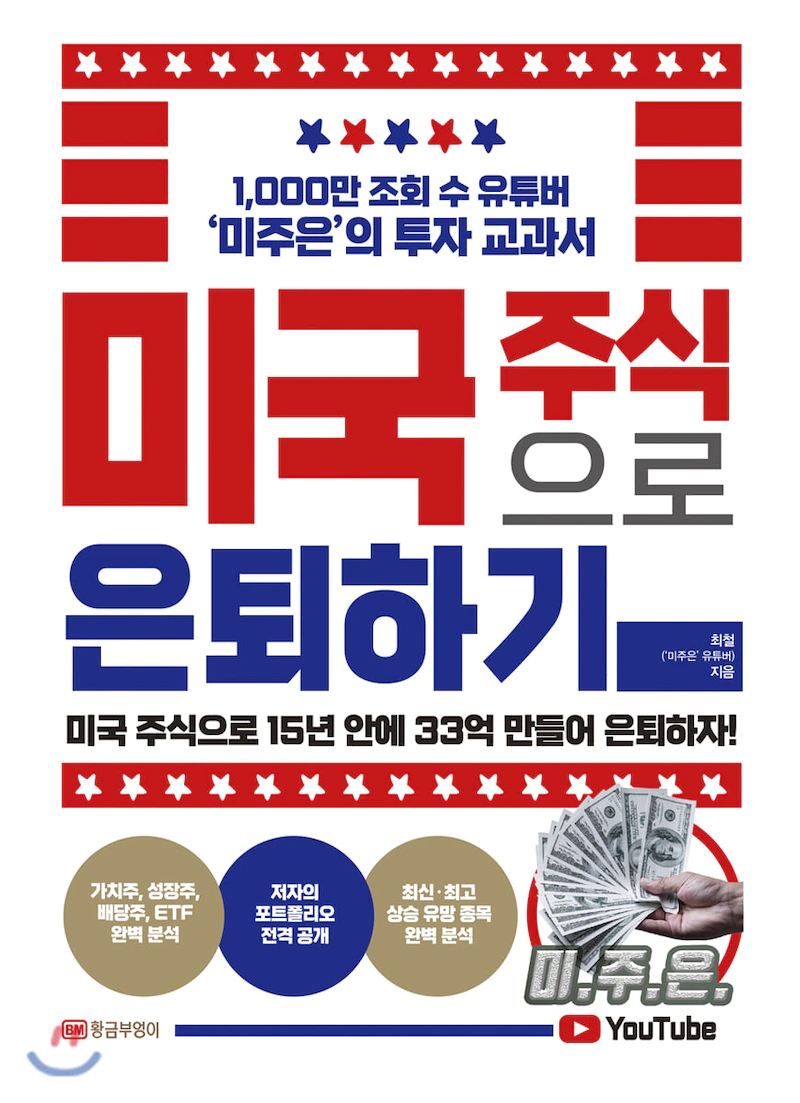 1,000만 조회 수 유튜버
‘미주은’의 투자 교과서
미국 주식
으로
은퇴하기
최철
(‘미주은’ 유튜버)
지음
미국 주식으로 15년 안에 33억 만들어 은퇴하자!
가치주, 성장주,
배당주, ETF
완벽 분석
저자의
포트폴리오
전격 공개
최신·최고
상승 유망 종목
완벽 분석
미.주.은.
BM 황금부엉이
YouTube